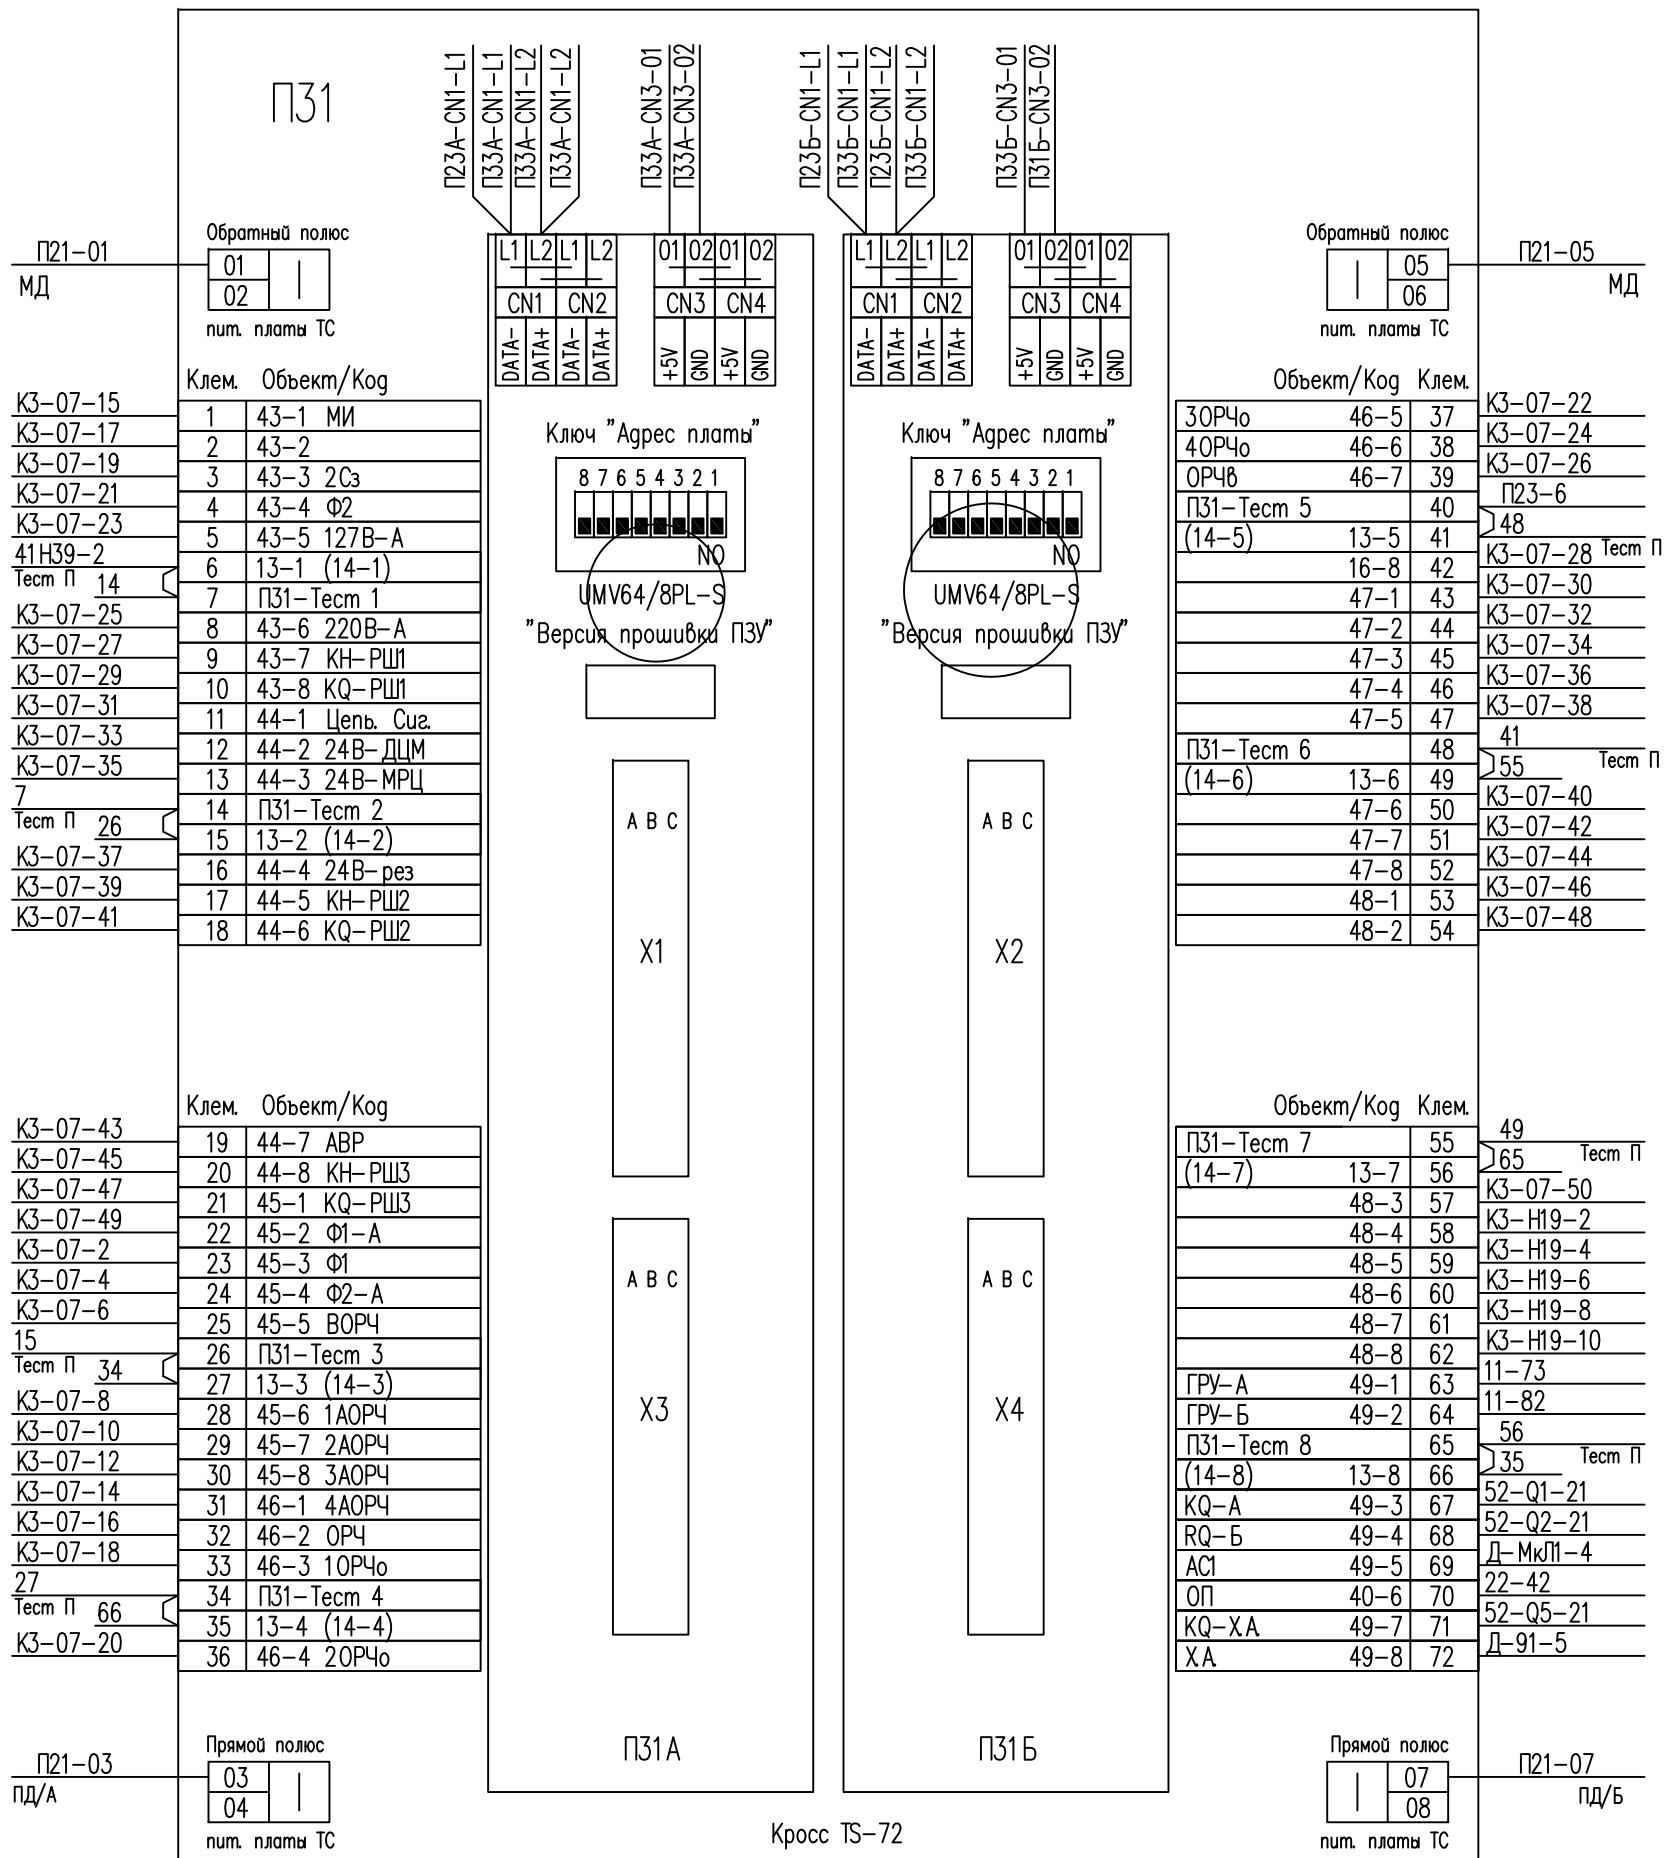 П31
П23А-CN1-L1
П33А-CN1-L1
П33А-CN1-L2
П33А-CN1-L2
П33А-CN3-01
П33А-CN3-02
П23Б-CN1-L1
П33Б-CN1-L1
П23Б-CN1-L2
П33Б-CN1-L2
П33Б-CN3-01
П31Б-CN3-02
П21-01
МД
Обратный полюс
01
02
пит. платы ТС
L1 L2 L1 L2 01 02 01 02
CN1 CN2 CN3 CN4
DATA- DATA+ DATA- DATA+ +5V GND +5V GND
L1 L2 L1 L2 01 02 01 02
CN1 CN2 CN3 CN4
DATA- DATA+ DATA- DATA+ +5V GND +5V GND
Обратный полюс
05
06
пит. платы ТС
П21-05
МД
Клем. Объект/Код
К3-07-15 1 43-1 МИ
К3-07-17 2 43-2
К3-07-19 3 43-3 2Сз
К3-07-21 4 43-4 Ф2
К3-07-23 5 43-5 127В-А
41Н39-2 6 13-1 (14-1)
Тест П 14 7 П31-Тест 1
К3-07-25 8 43-6 220В-А
К3-07-27 9 43-7 КН-РШ1
К3-07-29 10 43-8 KQ-РШ1
К3-07-31 11 44-1 Цепь. Сиг.
К3-07-33 12 44-2 24В-ДЦМ
К3-07-35 13 44-3 24В-МРЦ
7 14 П31-Тест 2
Тест П 26 15 13-2 (14-2)
К3-07-37 16 44-4 24В-рез
К3-07-39 17 44-5 КН-РШ2
К3-07-41 18 44-6 KQ-РШ2
Ключ "Адрес платы"
8 7 6 5 4 3 2 1
NO
UMV64/8PL-S
"Версия прошивки ПЗУ"
A B C
X1
Ключ "Адрес платы"
8 7 6 5 4 3 2 1
NO
UMV64/8PL-S
"Версия прошивки ПЗУ"
A B C
X2
Объект/Код Клем.
3ОРЧо 46-5 37 К3-07-22
4ОРЧо 46-6 38 К3-07-24
ОРЧв 46-7 39 К3-07-26
П31-Тест 5 40 П23-6
(14-5) 13-5 41 48 Тест П
16-8 42 К3-07-28
47-1 43 К3-07-30
47-2 44 К3-07-32
47-3 45 К3-07-34
47-4 46 К3-07-36
47-5 47 К3-07-38
П31-Тест 6 48 41
(14-6) 13-6 49 55 Тест П
47-6 50 К3-07-40
47-7 51 К3-07-42
47-8 52 К3-07-44
48-1 53 К3-07-46
48-2 54 К3-07-48
Клем. Объект/Код
К3-07-43 19 44-7 АВР
К3-07-45 20 44-8 КН-РШ3
К3-07-47 21 45-1 KQ-РШ3
К3-07-49 22 45-2 Ф1-А
К3-07-2 23 45-3 Ф1
К3-07-4 24 45-4 Ф2-А
К3-07-6 25 45-5 ВОРЧ
15 26 П31-Тест 3
Тест П 34 27 13-3 (14-3)
К3-07-8 28 45-6 1АОРЧ
К3-07-10 29 45-7 2АОРЧ
К3-07-12 30 45-8 3АОРЧ
К3-07-14 31 46-1 4АОРЧ
К3-07-16 32 46-2 ОРЧ
К3-07-18 33 46-3 1ОРЧо
27 34 П31-Тест 4
Тест П 66 35 13-4 (14-4)
К3-07-20 36 46-4 2ОРЧо
A B C
X3
A B C
X4
Объект/Код Клем.
П31-Тест 7 55 49
(14-7) 13-7 56 65 Тест П
48-3 57 К3-07-50
48-4 58 К3-Н19-2
48-5 59 К3-Н19-4
48-6 60 К3-Н19-6
48-7 61 К3-Н19-8
48-8 62 К3-Н19-10
ГРУ-А 49-1 63 11-73
ГРУ-Б 49-2 64 11-82
П31-Тест 8 65 56
(14-8) 13-8 66 35 Тест П
KQ-А 49-3 67 52-Q1-21
RQ-Б 49-4 68 52-Q2-21
АС1 49-5 69 Д-МкЛ1-4
ОП 40-6 70 22-42
KQ-Х.А. 49-7 71 52-Q5-21
Х.А. 49-8 72 Д-91-5
П21-03
ПД/А
Прямой полюс
03
04
пит. платы ТС
П31А
П31Б
Кросс TS-72
Прямой полюс
07
08
пит. платы ТС
П21-07
ПД/Б